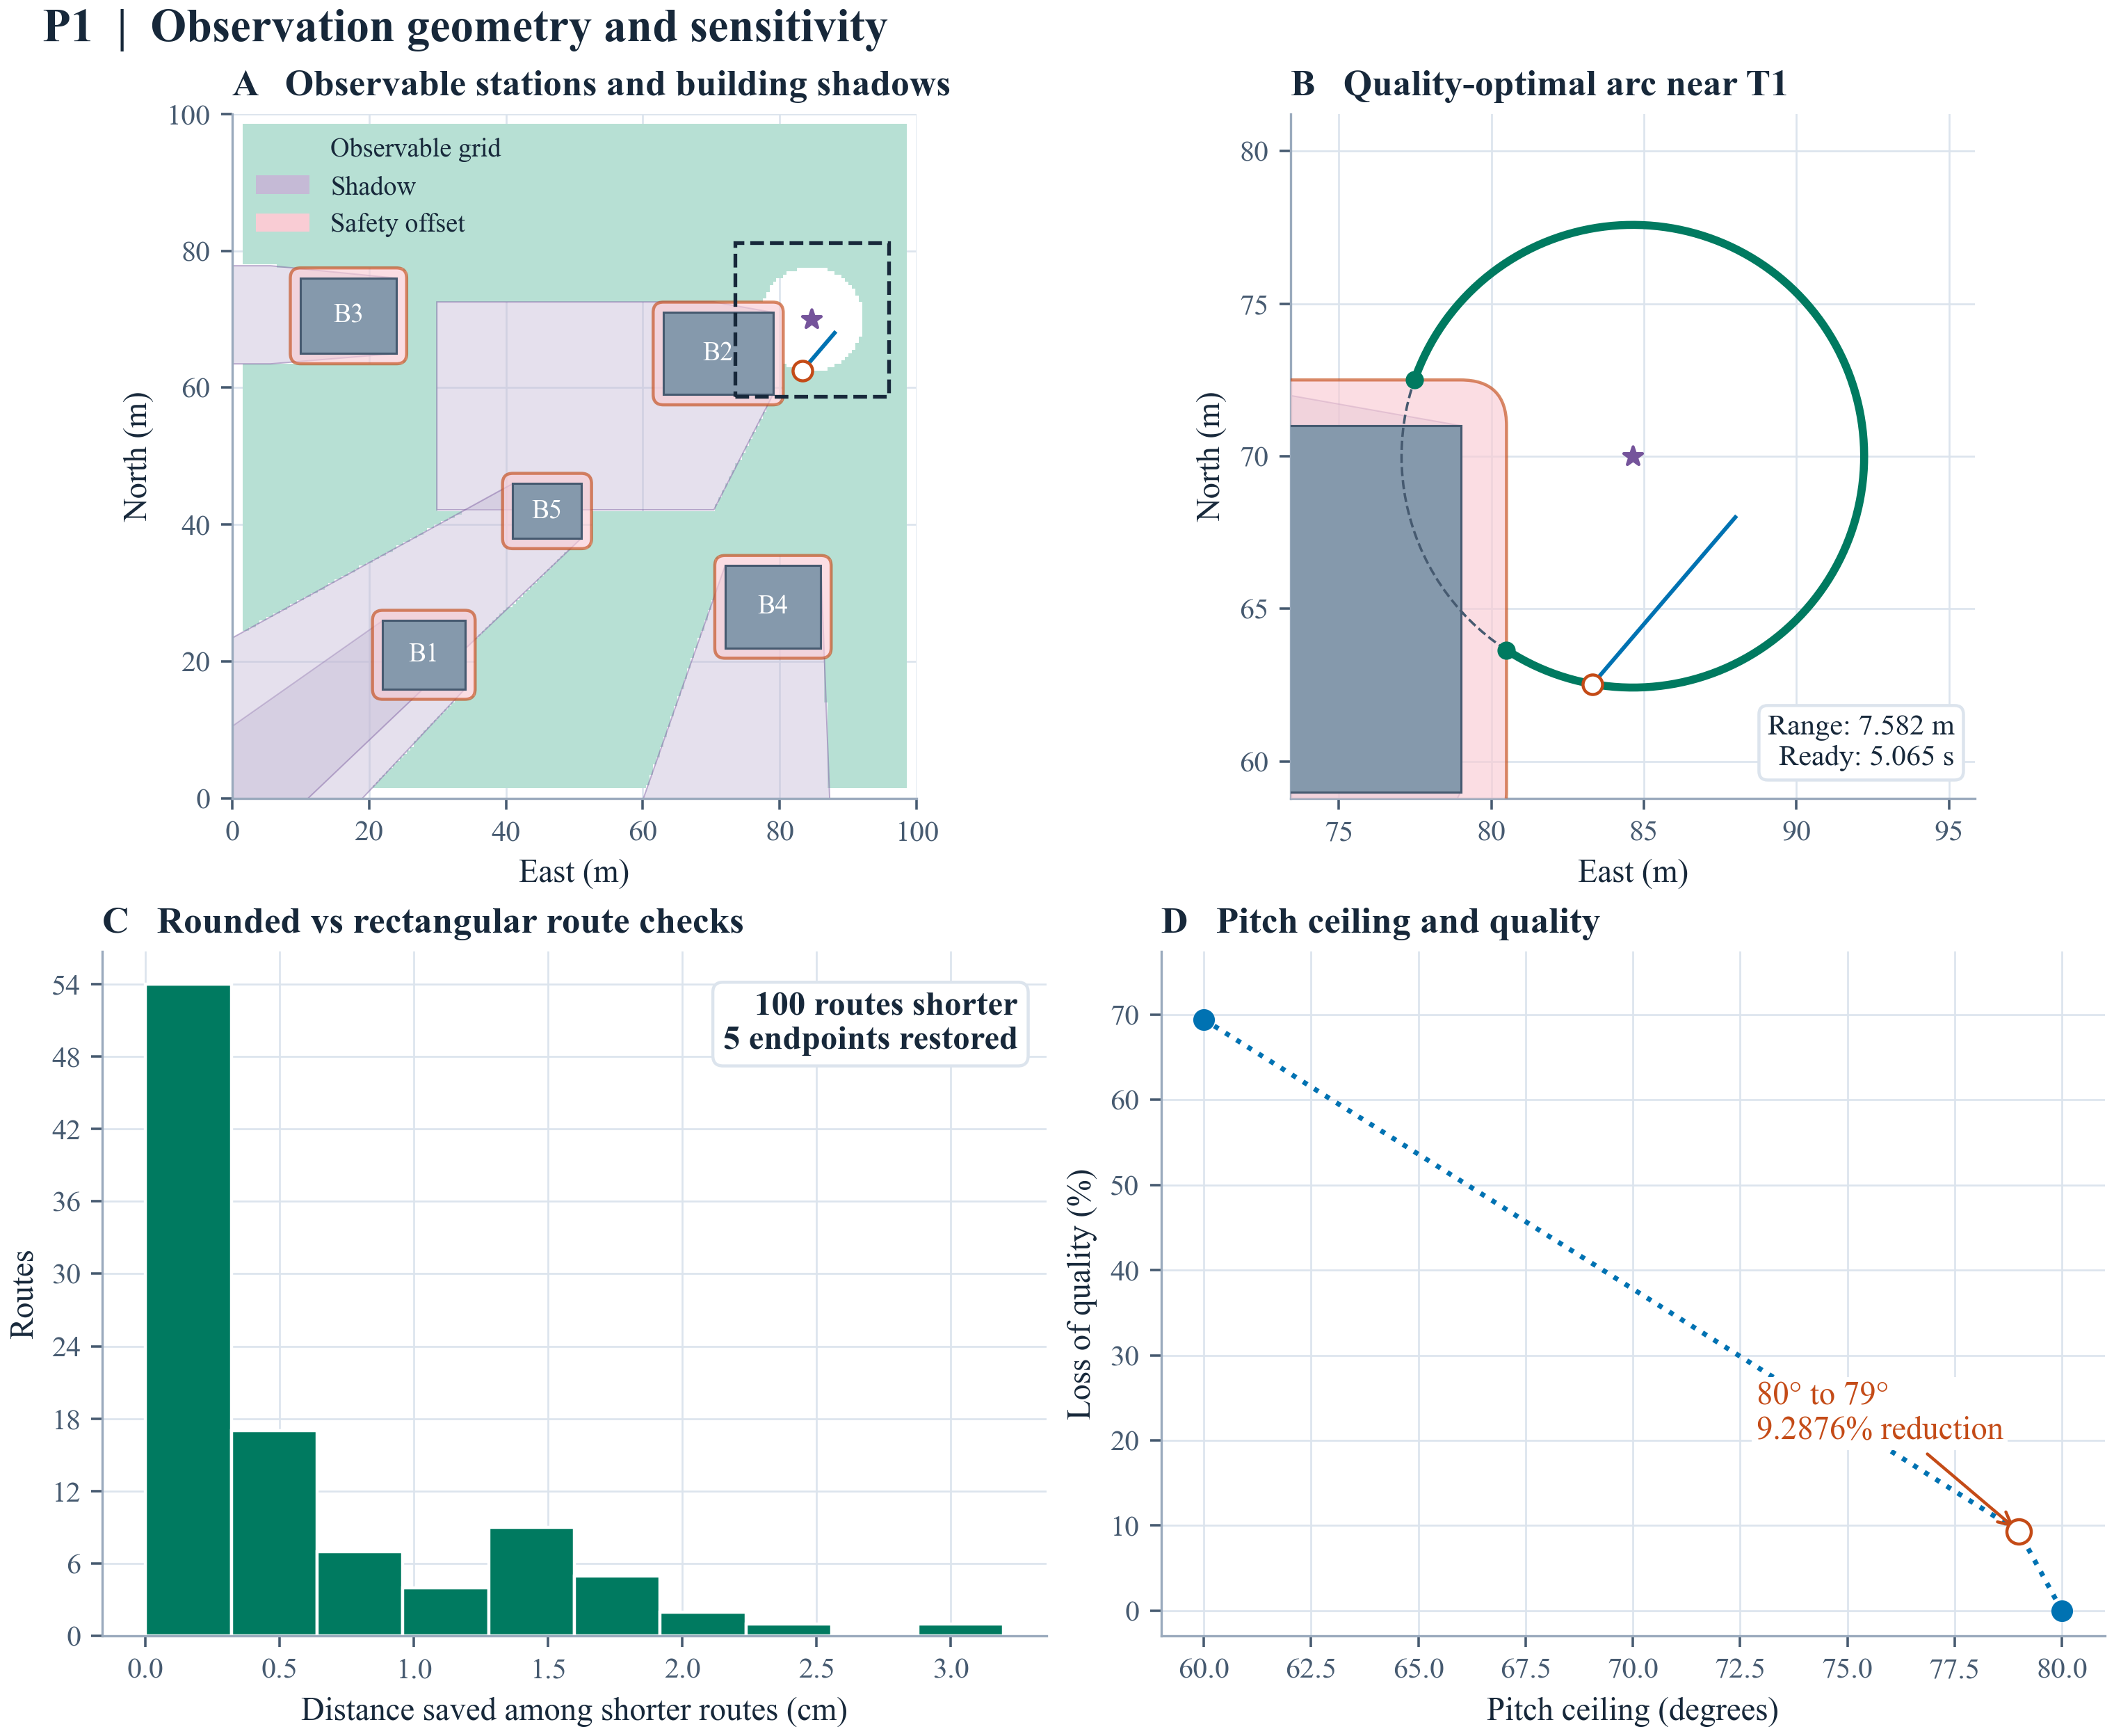 P1 | Observation geometry and sensitivity
A Observable stations and building shadows
100
80
60
40
20
0
North (m)
Observable grid
Shadow
Safety offset
B3
B2
B5
B4
B1
0 20 40 60 80 100
East (m)
B Quality-optimal arc near T1
80
75
70
65
60
North (m)
Range: 7.582 m
Ready: 5.065 s
75 80 85 90 95
East (m)
C Rounded vs rectangular route checks
54
48
42
36
30
24
18
12
6
0
Routes
100 routes shorter
5 endpoints restored
0.0 0.5 1.0 1.5 2.0 2.5 3.0
Distance saved among shorter routes (cm)
D Pitch ceiling and quality
70
60
50
40
30
20
10
0
Loss of quality (%)
80° to 79°
9.2876% reduction
60.0 62.5 65.0 67.5 70.0 72.5 75.0 77.5 80.0
Pitch ceiling (degrees)